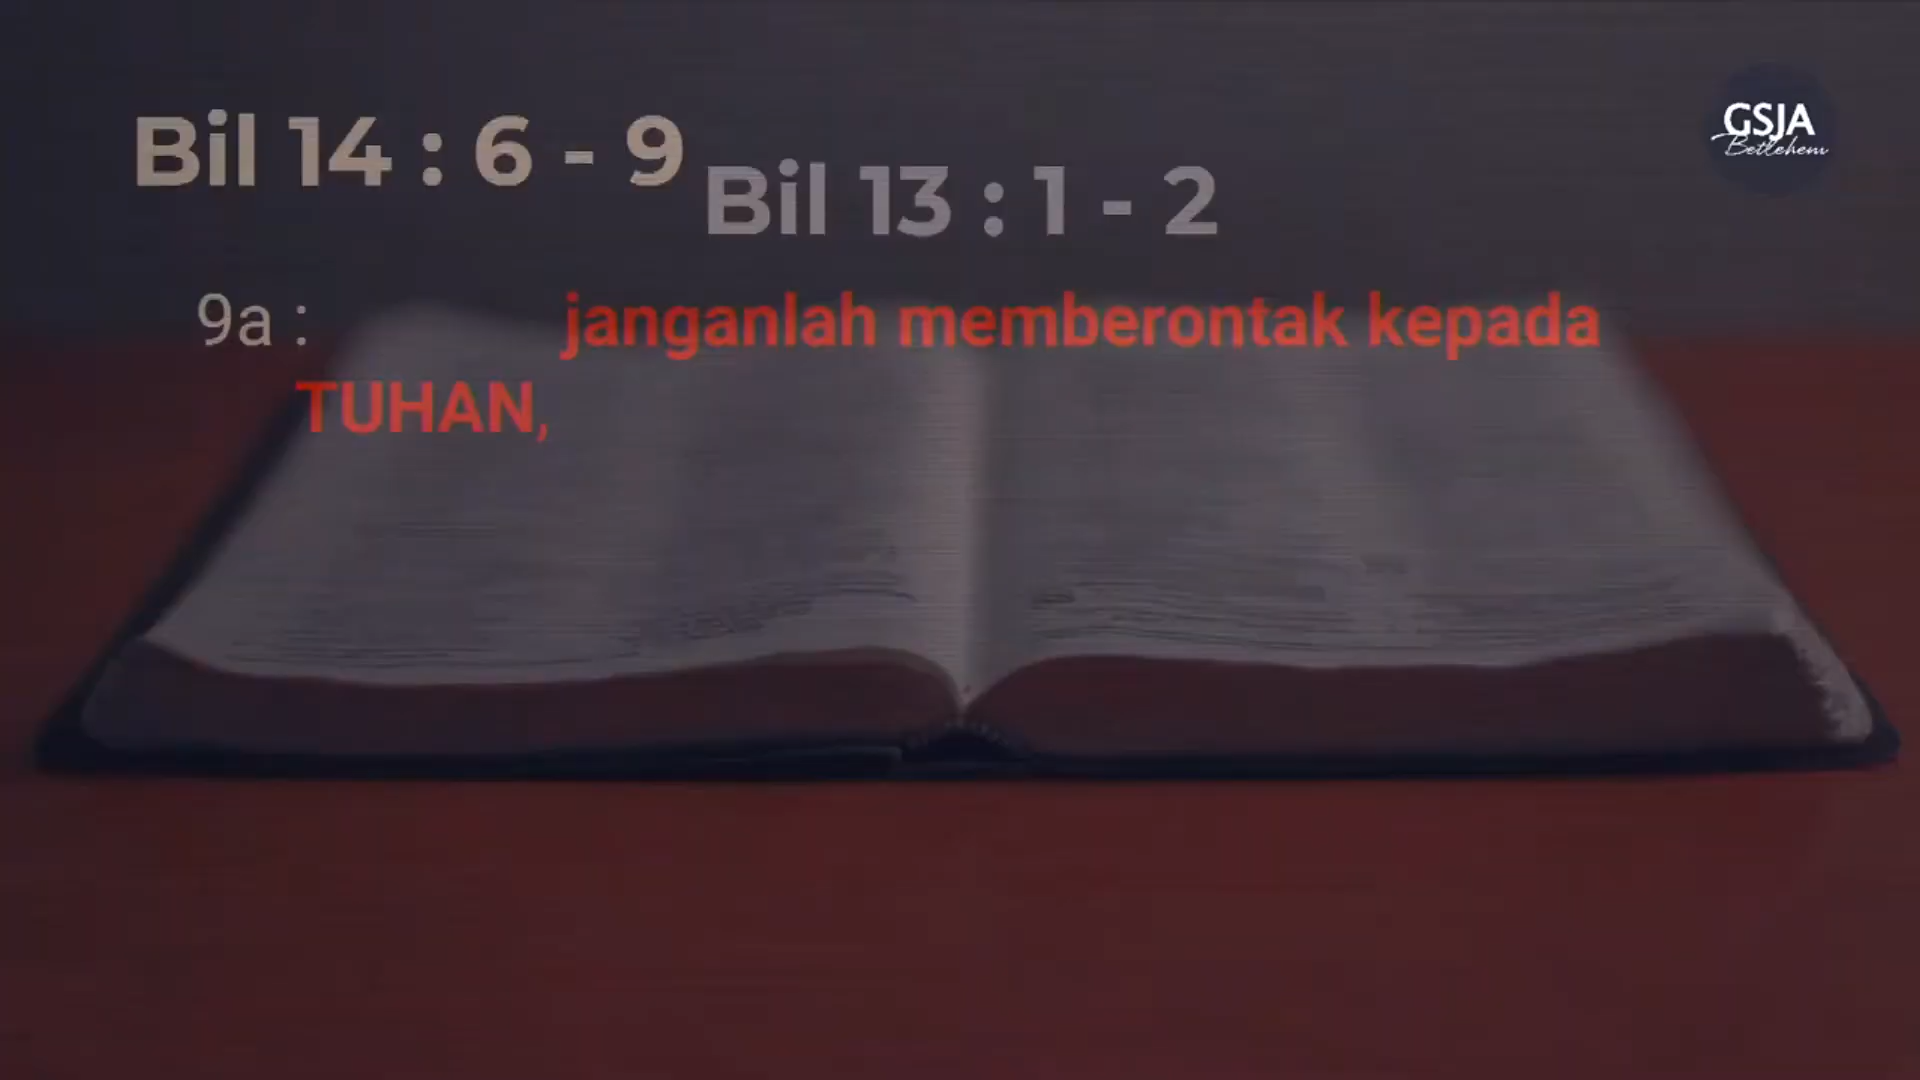 Bil 14 : 6 - 9
Bil 13 : 1 - 2
GSJA
Betlehem
9a : janganlah memberontak kepada
TUHAN,